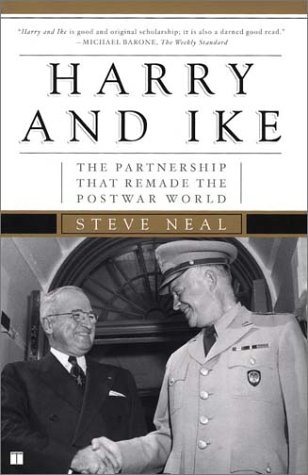 "Harry and Ike is good and original scholarship; it is also a darned good read."
—MICHAEL BARONE, The Weekly Standard
HARRY
AND IKE
THE PARTNERSHIP
THAT REMADE THE
POSTWAR WORLD
STEVE NEAL